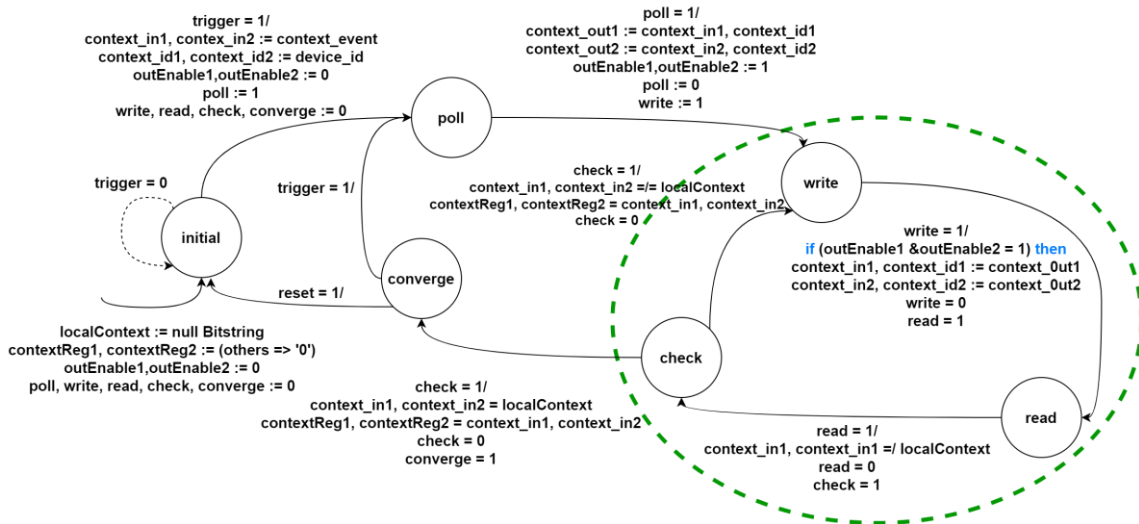 trigger = 1/
context_in1, contex_in2 := context_event
context_id1, context_id2 := device_id
outEnable1,outEnable2 := 0
poll := 1
write, read, check, converge := 0
poll = 1/
context_out1 := context_in1, context_id1
context_out2 := context_in2, context_id2
outEnable1,outEnable2 := 1
poll := 0
write := 1
poll
trigger = 0
trigger = 1/
check = 1/
context_in1, context_in2 =/= localContext
contextReg1, contextReg2 = context_in1, context_in2
check = 0
write
initial
converge
reset = 1/
write = 1/
if (outEnable1 &outEnable2 = 1) then
context_in1, context_id1 := context_0ut1
context_in2, context_id2 := context_0ut2
write = 0
read = 1
localContext := null Bitstring
contextReg1, contextReg2 := (others => '0')
outEnable1,outEnable2 := 0
poll, write, read, check, converge := 0
check
check = 1/
context_in1, context_in2 = localContext
contextReg1, contextReg2 = context_in1, context_in2
check = 0
converge = 1
read
read = 1/
context_in1, context_in1 =/ localContext
read = 0
check = 1